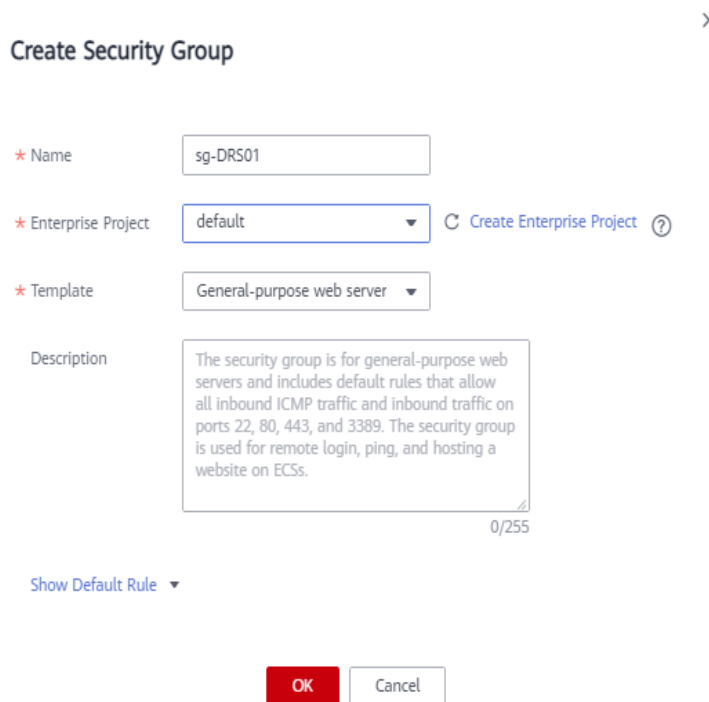 Create Security Group
* Name
sg-DRS01
* Enterprise Project
default
Create Enterprise Project
?
* Template
General-purpose web server
Description
The security group is for general-purpose web
servers and includes default rules that allow
all inbound ICMP traffic and inbound traffic on
ports 22, 80, 443, and 3389. The security group
is used for remote login, ping, and hosting a
website on ECSs.
0/255
Show Default Rule
OK
Cancel